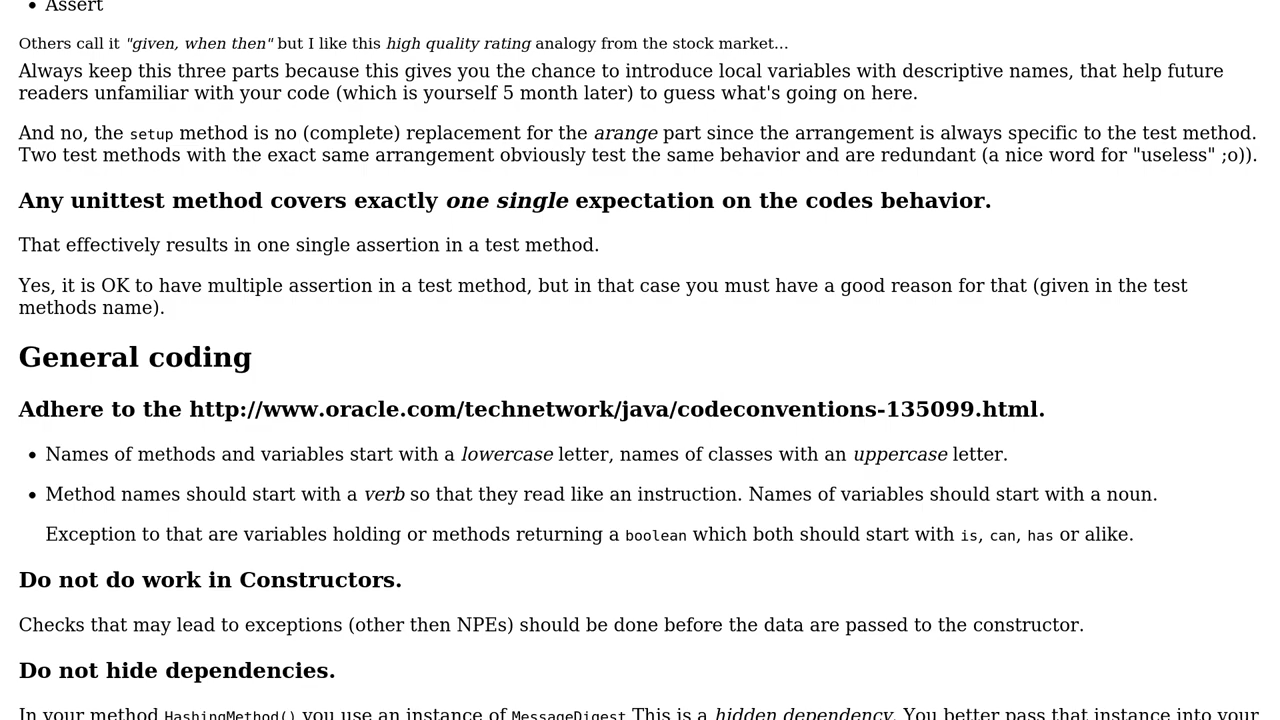 • Assert
Others call it "given, when then" but I like this high quality rating analogy from the stock market...
Always keep this three parts because this gives you the chance to introduce local variables with descriptive names, that help future
readers unfamiliar with your code (which is yourself 5 month later) to guess what's going on here.
And no, the setup method is no (complete) replacement for the arange part since the arrangement is always specific to the test method.
Two test methods with the exact same arrangement obviously test the same behavior and are redundant (a nice word for "useless" ;o)).
Any unittest method covers exactly one single expectation on the codes behavior.
That effectively results in one single assertion in a test method.
Yes, it is OK to have multiple assertion in a test method, but in that case you must have a good reason for that (given in the test
methods name).
General coding
Adhere to the http://www.oracle.com/technetwork/java/codeconventions-135099.html.
• Names of methods and variables start with a lowercase letter, names of classes with an uppercase letter.
• Method names should start with a verb so that they read like an instruction. Names of variables should start with a noun.
Exception to that are variables holding or methods returning a boolean which both should start with is, can, has or alike.
Do not do work in Constructors.
Checks that may lead to exceptions (other then NPEs) should be done before the data are passed to the constructor.
Do not hide dependencies.
In your method HashingMethod() you use an instance of MessageDigest This is a hidden dependency. You better pass that instance into your